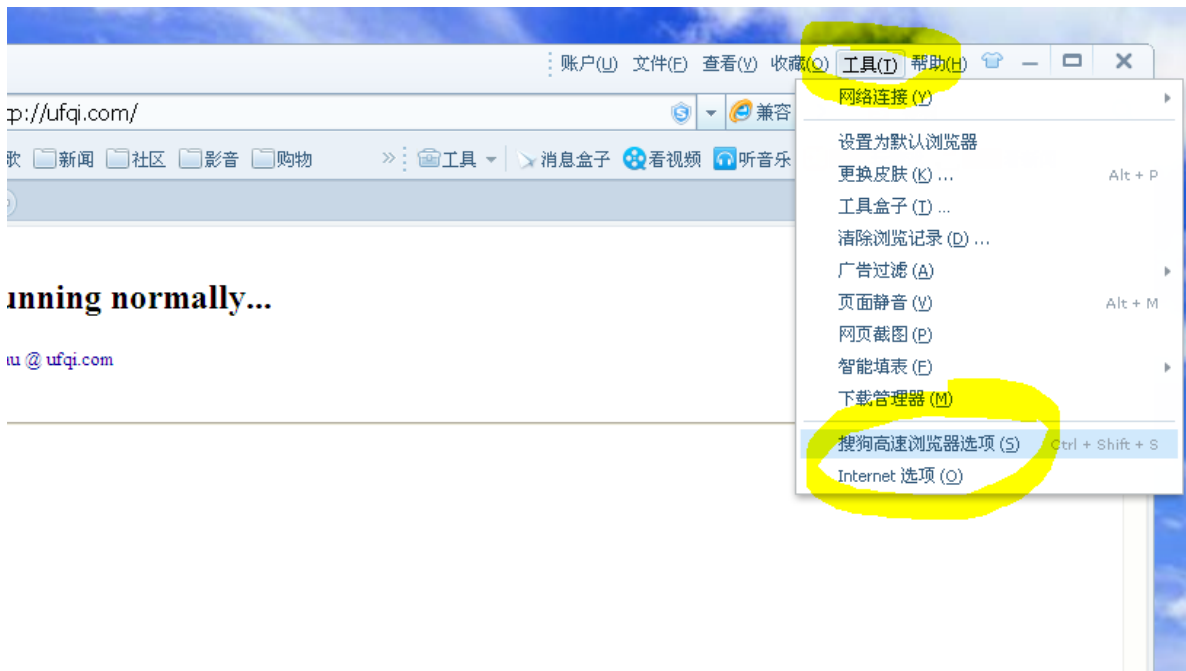 账户(U) 文件(F) 查看(V) 收藏(O) 工具(T) 帮助(H)
p://ufqi.com/ 兼容
歌 新闻 社区 影音 购物 » 工具 消息盒子 看视频 听音乐
网络连接 (Y)
设置为默认浏览器
更换皮肤 (K) ... Alt + P
工具盒子 (T) ...
清除浏览记录 (D) ...
广告过滤 (A)
页面静音 (V) Alt + M
网页截图 (P)
智能填表 (F)
下载管理器 (M)
搜狗高速浏览器选项 (S) Ctrl + Shift + S
Internet 选项 (O)
unning normally...
@ ufqi.com